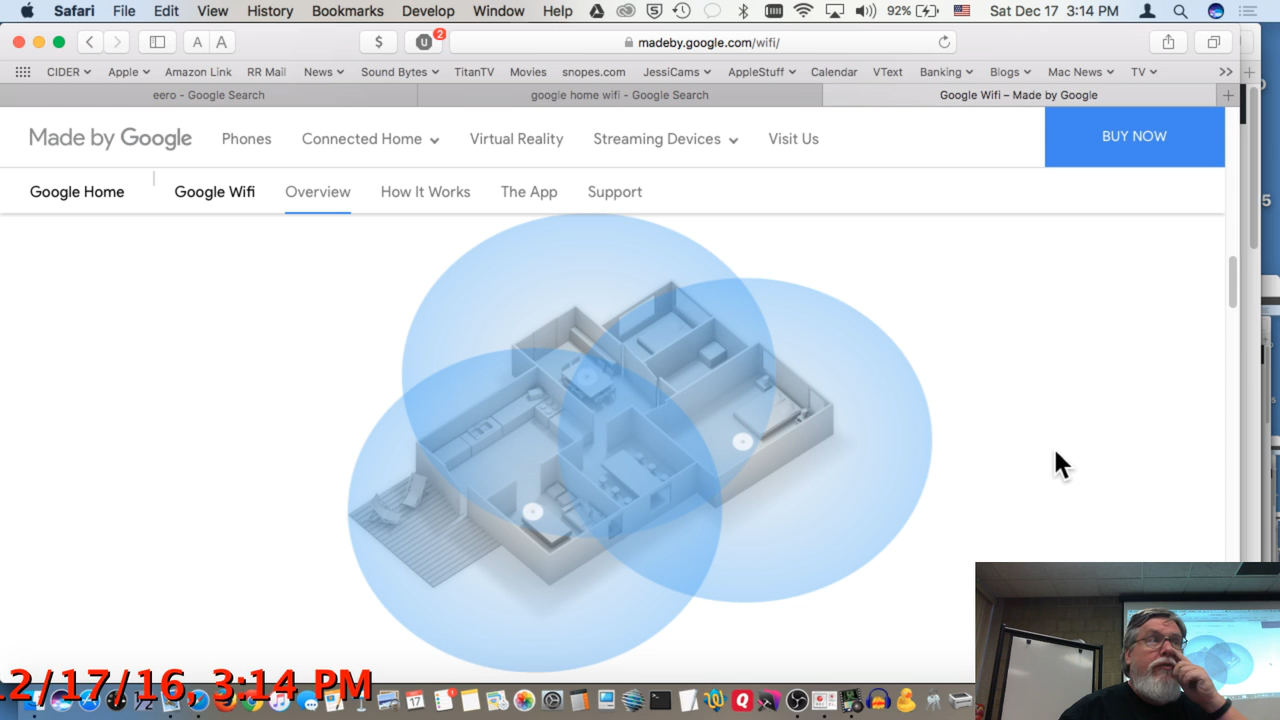 Safari File Edit View History Bookmarks Develop Window Help 92% Sat Dec 17 3:14 PM
A A $ 2 madeby.google.com/wifi/
CIDER Apple Amazon Link RR Mail News Sound Bytes TitanTV Movies snopes.com JessiCams AppleStuff Calendar VText Banking Blogs Mac News TV >>
eero - Google Search google home wifi - Google Search Google Wifi – Made by Google
Made by Google Phones Connected Home Virtual Reality Streaming Devices Visit Us BUY NOW
Google Home Google Wifi Overview How It Works The App Support
2/17/16, 3:14 PM
17